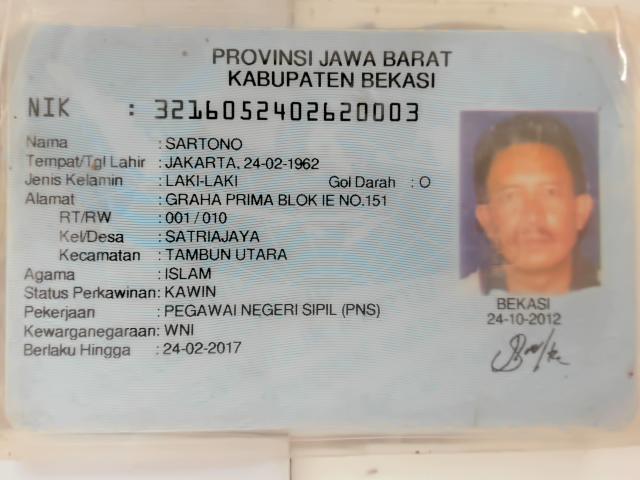 PROVINSI JAWA BARAT
KABUPATEN BEKASI
NIK : 3216052402620003
Nama : SARTONO
Tempat/Tgl Lahir : JAKARTA, 24-02-1962
Jenis Kelamin : LAKI-LAKI Gol Darah : O
Alamat : GRAHA PRIMA BLOK IE NO.151
RT/RW : 001 / 010
Kel/Desa : SATRIAJAYA
Kecamatan : TAMBUN UTARA
Agama : ISLAM
Status Perkawinan: KAWIN
Pekerjaan : PEGAWAI NEGERI SIPIL (PNS)
Kewarganegaraan: WNI
Berlaku Hingga : 24-02-2017
BEKASI
24-10-2012